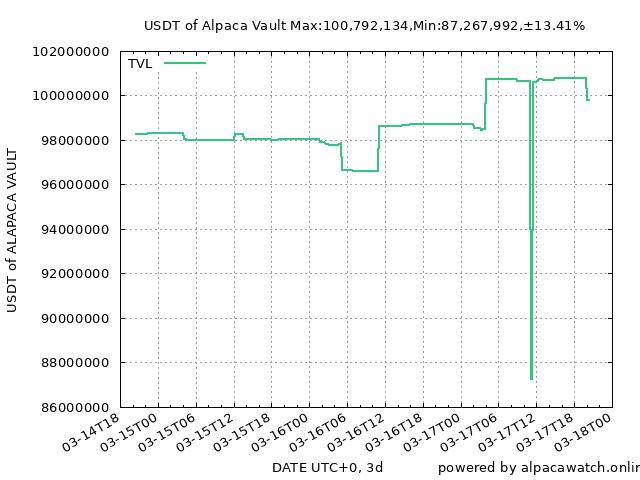 USDT of Alpaca Vault Max:100,792,134,Min:87,267,992,±13.41%
TVL
102000000
100000000
98000000
96000000
94000000
92000000
90000000
88000000
86000000
USDT of ALAPACA VAULT
03-14T18
03-15T00
03-15T06
03-15T12
03-15T18
03-16T00
03-16T06
03-16T12
03-16T18
03-17T00
03-17T06
03-17T12
03-17T18
03-18T00
DATE UTC+0, 3d
powered by alpacawatch.onlin